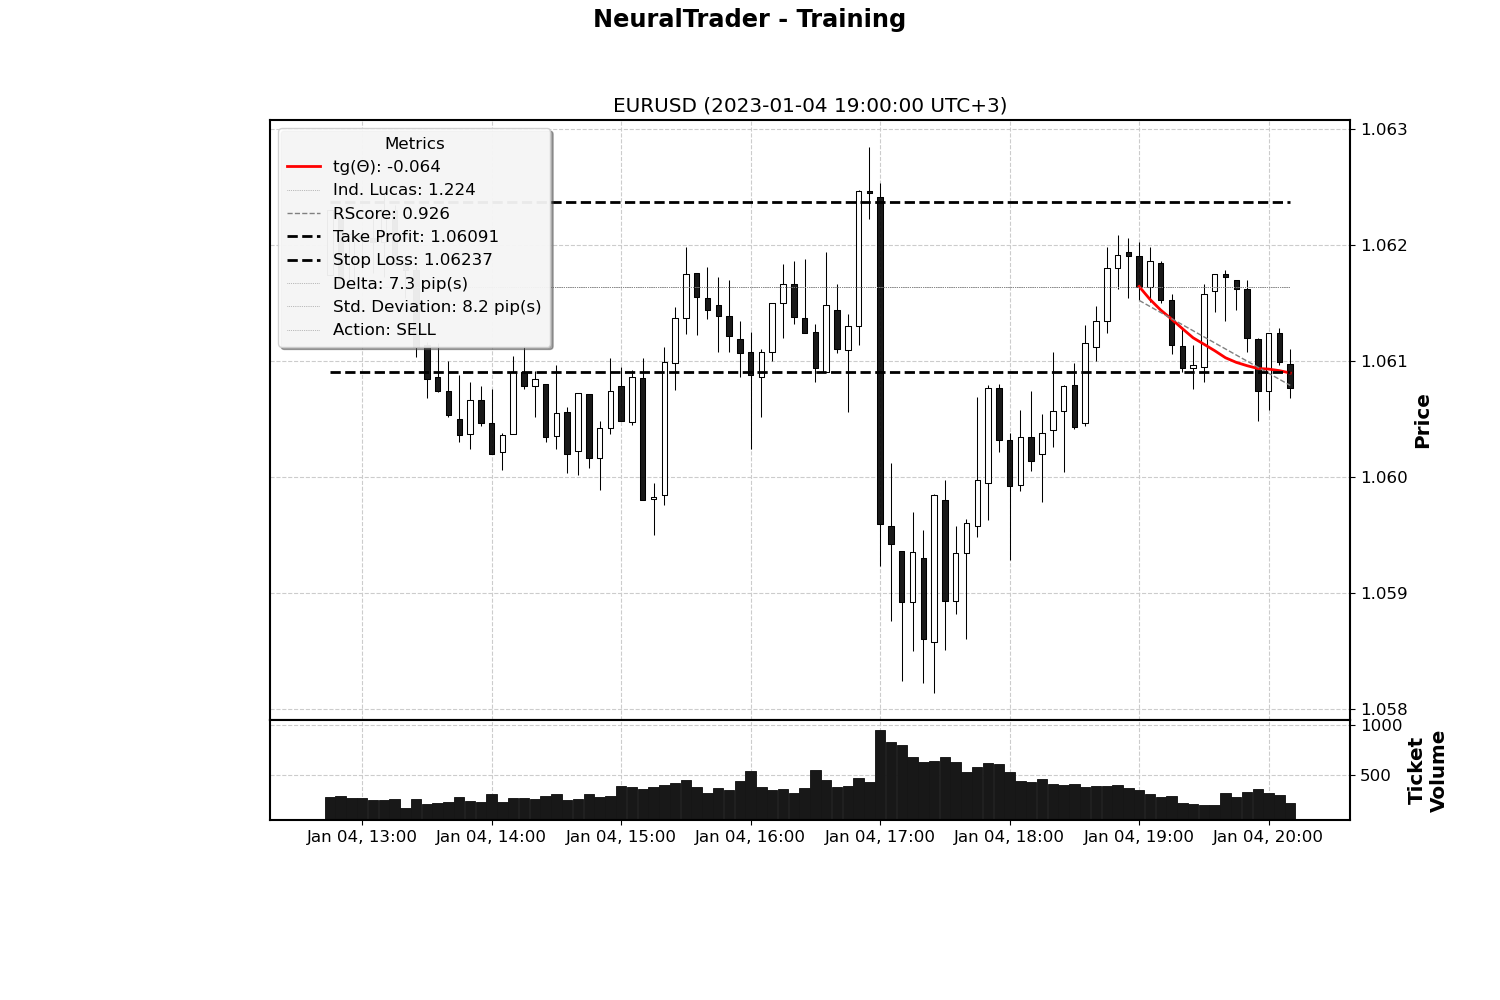 NeuralTrader - Training
EURUSD (2023-01-04 19:00:00 UTC+3)
Metrics
tg(Θ): -0.064
Ind. Lucas: 1.224
RScore: 0.926
Take Profit: 1.06091
Stop Loss: 1.06237
Delta: 7.3 pip(s)
Std. Deviation: 8.2 pip(s)
Action: SELL
1.063
1.062
1.061
1.060
1.059
1.058
Price
1000
500
Ticket
Volume
Jan 04, 13:00 Jan 04, 14:00 Jan 04, 15:00 Jan 04, 16:00 Jan 04, 17:00 Jan 04, 18:00 Jan 04, 19:00 Jan 04, 20:00